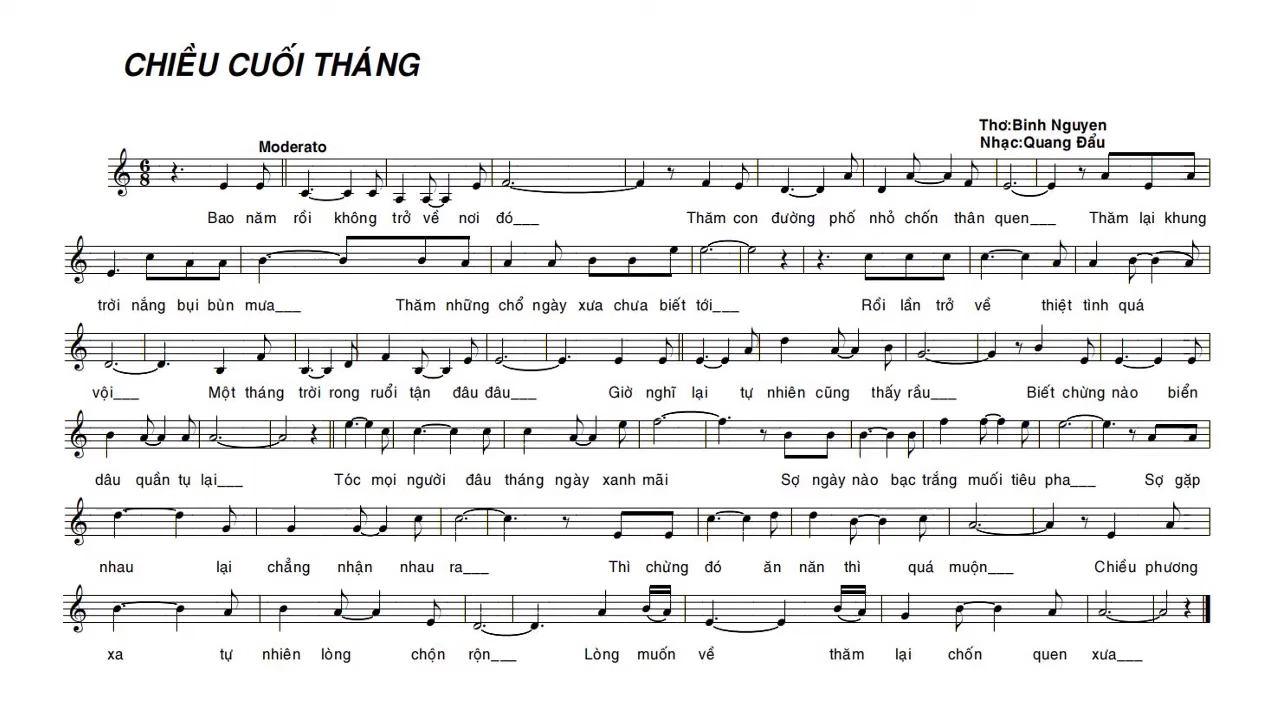 CHIỀU CUỐI THÁNG
Thơ:Binh Nguyen
Nhạc:Quang Đẩu
Moderato
6
8
Bao năm rồi không trở về nơi đó___ Thăm con đường phố nhỏ chốn thân quen___ Thăm lại khung
trời nắng bụi bùn mưa___ Thăm những chổ ngày xưa chưa biết tới___ Rồi lần trở về thiệt tình quá
vội___ Một tháng trời rong ruổi tận đâu đâu___ Giờ nghĩ lại tự nhiên cũng thấy rầu___ Biết chừng nào biển
dâu quần tụ lại___ Tóc mọi người đâu tháng ngày xanh mãi Sợ ngày nào bạc trắng muối tiêu pha___ Sợ gặp
nhau lại chẳng nhận nhau ra___ Thì chừng đó ăn năn thì quá muộn___ Chiều phương
xa tự nhiên lòng chộn rộn___ Lòng muốn về thăm lại chốn quen xưa___